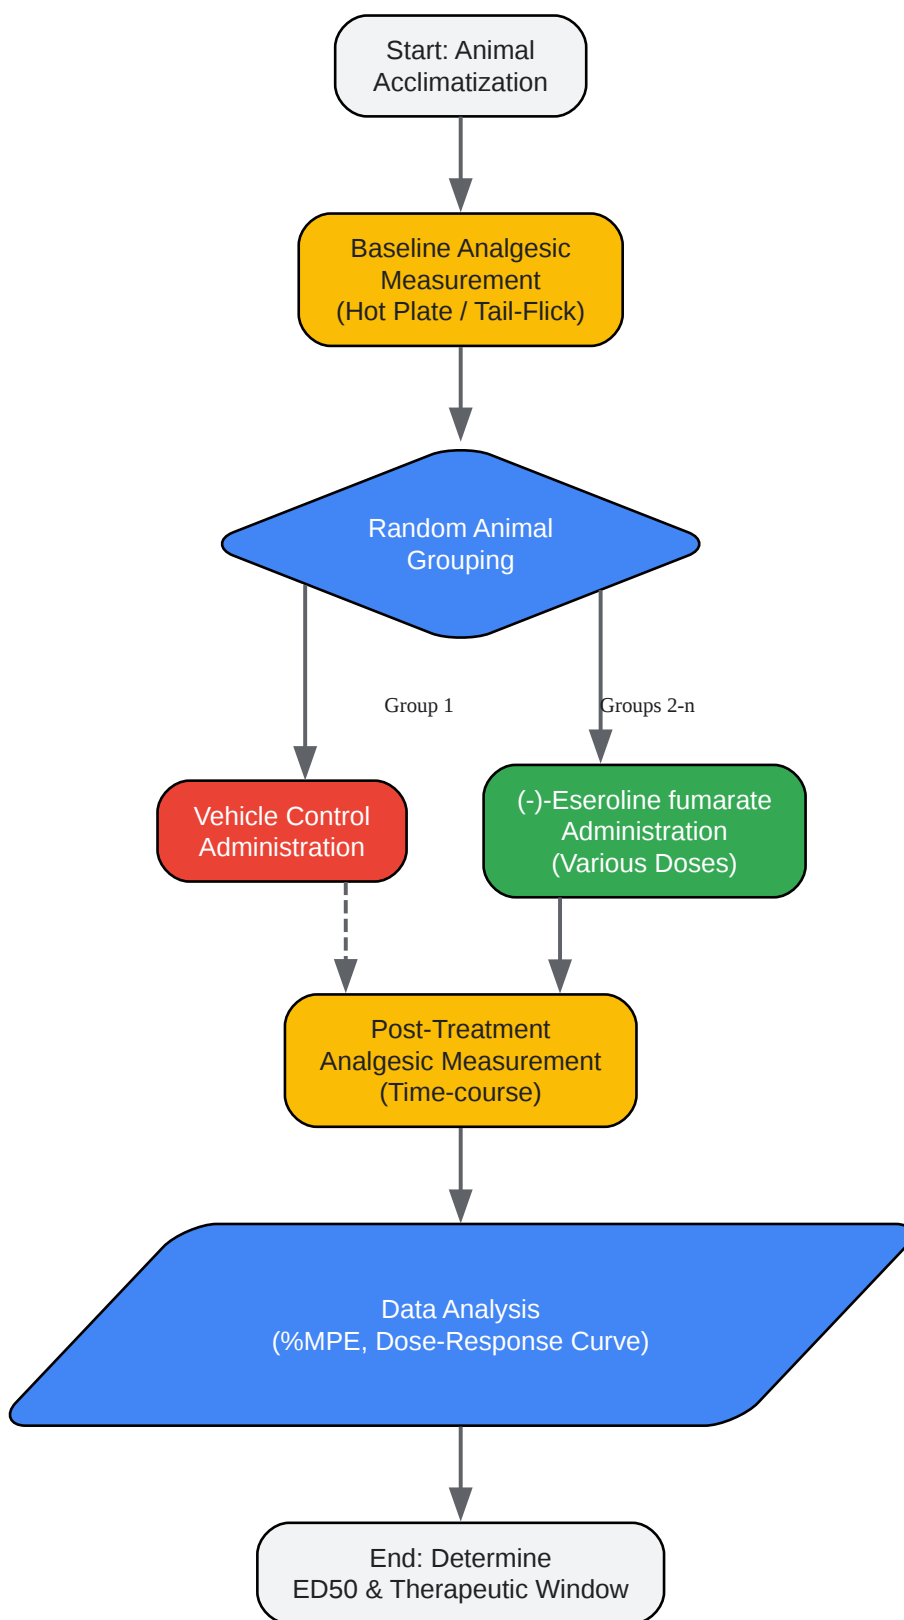 Start: Animal
Acclimatization
Baseline Analgesic
Measurement
(Hot Plate / Tail-Flick)
Random Animal
Grouping
Group 1
Groups 2-n
Vehicle Control
Administration
(-)-Eseroline fumarate
Administration
(Various Doses)
Post-Treatment
Analgesic Measurement
(Time-course)
Data Analysis
(%MPE, Dose-Response Curve)
End: Determine
ED50 & Therapeutic Window